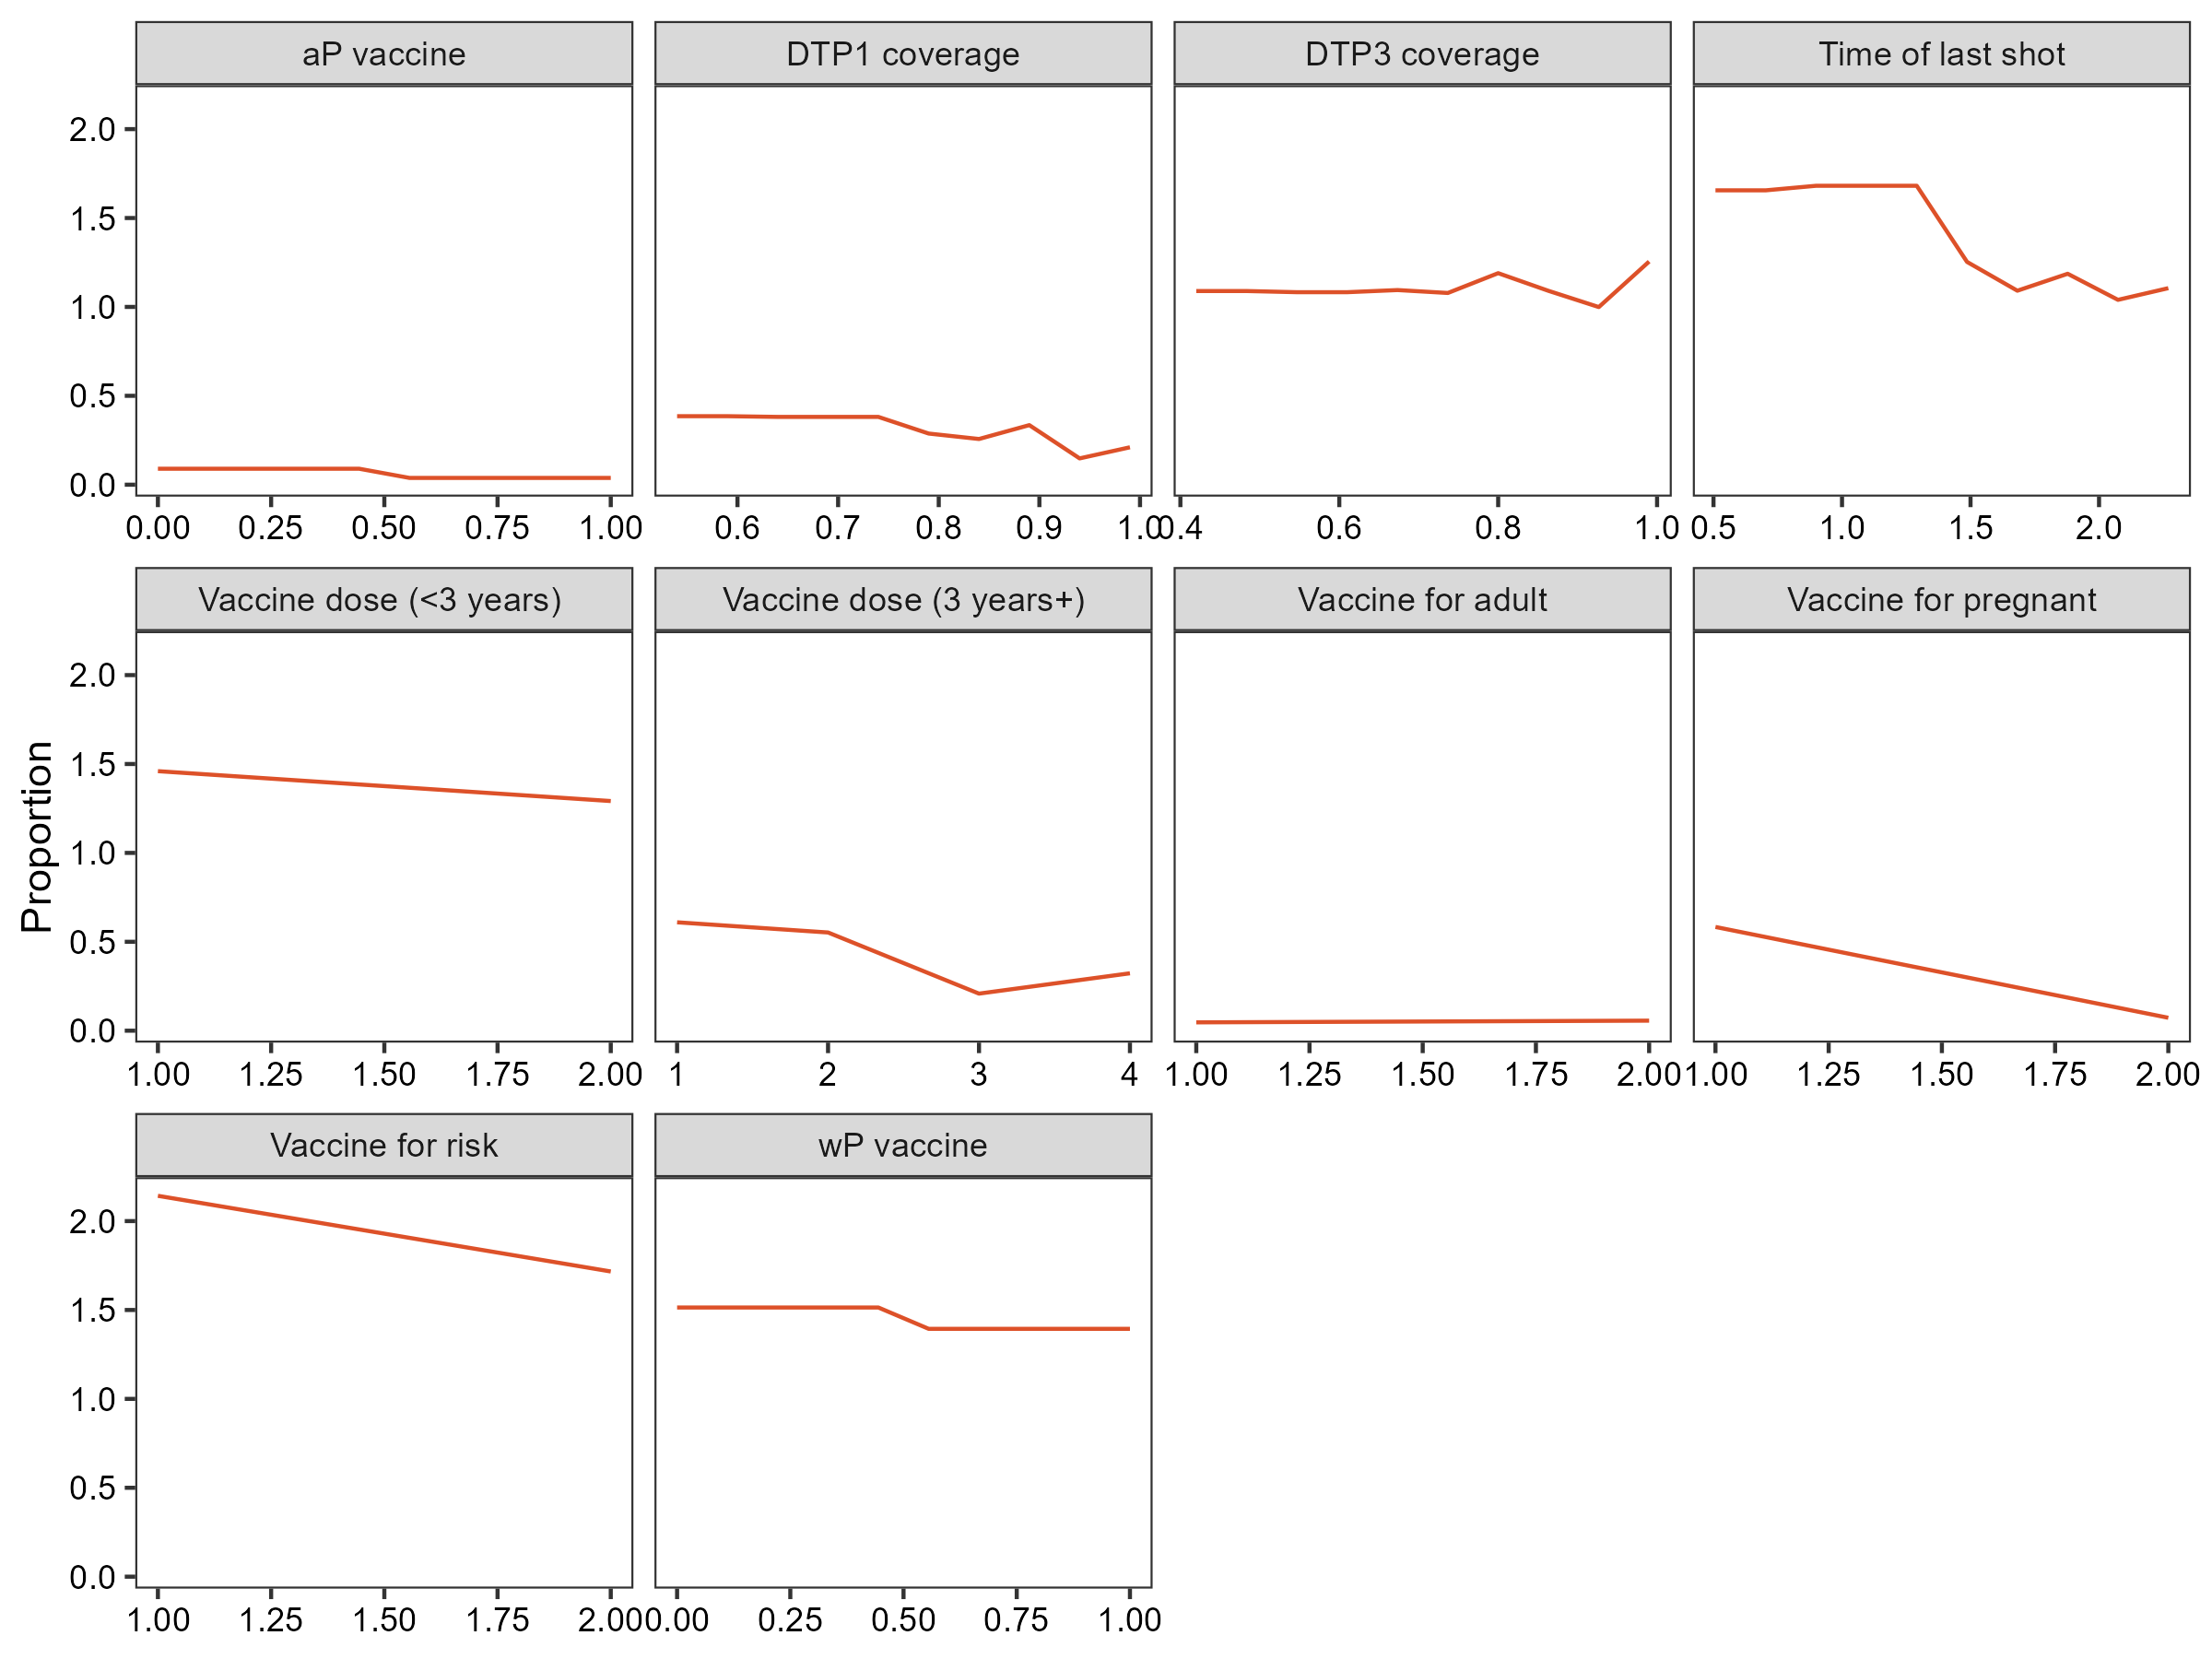 aP vaccine DTP1 coverage DTP3 coverage Time of last shot
2.0
1.5
1.0
0.5
0.0
0.00 0.25 0.50 0.75 1.00 0.6 0.7 0.8 0.9 1.0 0.4 0.6 0.8 1.0 0.5 1.0 1.5 2.0
Vaccine dose (<3 years) Vaccine dose (3 years+) Vaccine for adult Vaccine for pregnant
Proportion
2.0
1.5
1.0
0.5
0.0
1.00 1.25 1.50 1.75 2.00 1 2 3 4 1.00 1.25 1.50 1.75 2.00 1.00 1.25 1.50 1.75 2.00
Vaccine for risk wP vaccine
2.0
1.5
1.0
0.5
0.0
1.00 1.25 1.50 1.75 2.00 0.00 0.25 0.50 0.75 1.00